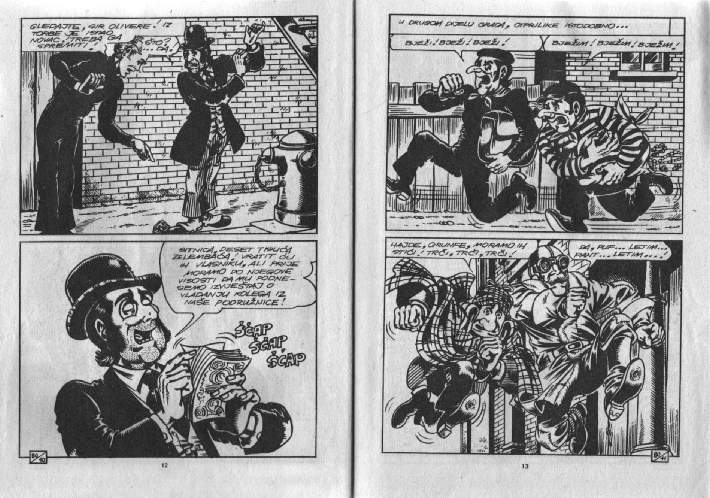 GLEDAJTE, SIR OLIVERE! IZ
TORBE JE ISPAO
NOVAC! TREBA GA
SPREMITI!
ŠTO?
... DA!
SITNICA, DESET TISUĆA
ZELEMBAĆA! VRATIT ĆU
IH VLASNIKU, ALI PRIJE
MORAMO DO NJEGOVE
VISOSTI DA MU PODNE-
SEMO IZVJEŠTAJ O
VLADANJU KOLEGA IZ
NAŠE PODRUŽNICE!
ŠĆAP
ŠĆAP
ŠĆAP
12
U DRUGOM DIJELU GRADA, OTPRILIKE ISTODOBNO...
BJEŽI! BJEŽI! BJEŽI!
BJEŽIM! BJEŽIM! BJEŽIM!
HAJDE, GRUNFE, MORAMO IH
STIĆI! TRČI, TRČI, TRČI!
DA, PUF... LETIM...
PANT... LETIM...
13